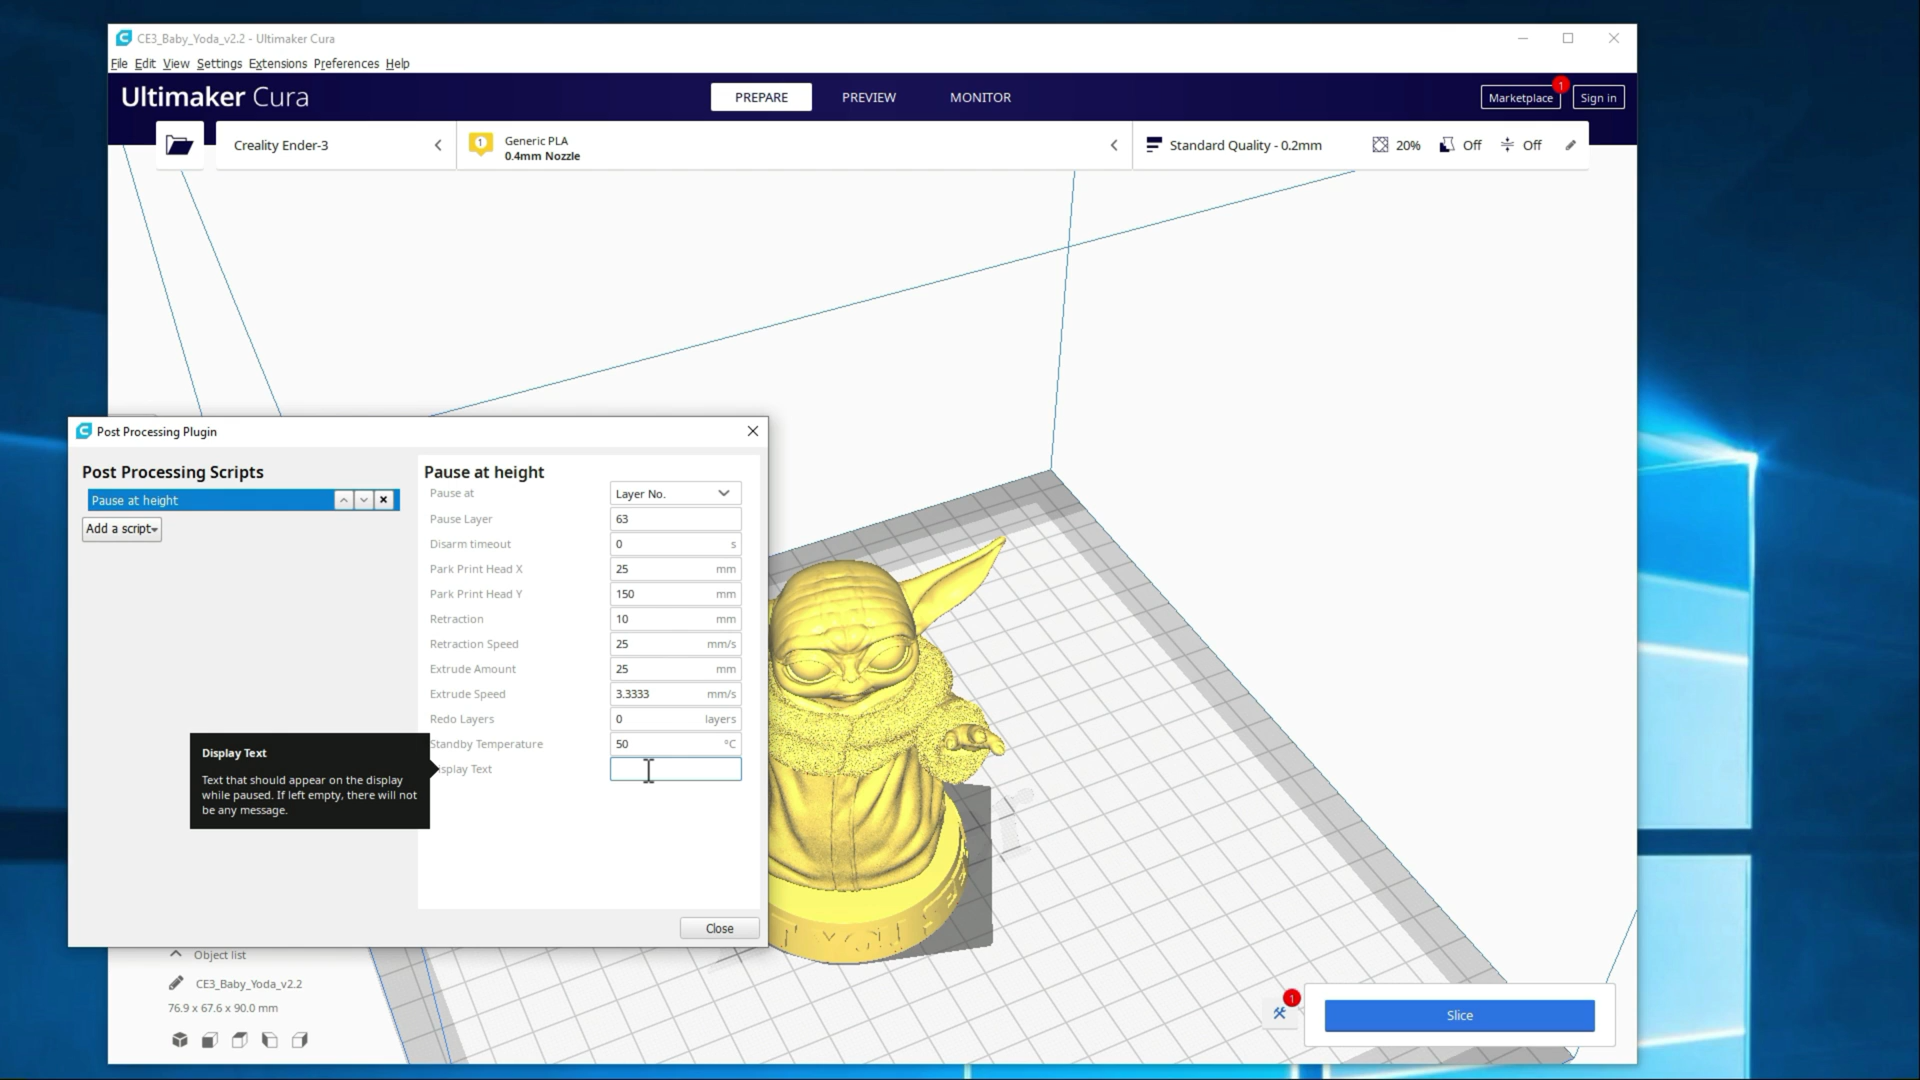 CE3_Baby_Yoda_v2.2 - Ultimaker Cura
File Edit View Settings Extensions Preferences Help
Ultimaker Cura
PREPARE
PREVIEW
MONITOR
Marketplace
1
Sign in
Creality Ender-3
1
Generic PLA
0.4mm Nozzle
Standard Quality - 0.2mm
20%
Off
Off
Post Processing Plugin
Post Processing Scripts
Pause at height
Add a script
Pause at height
Pause at
Layer No.
Pause Layer
63
Disarm timeout
0 s
Park Print Head X
25 mm
Park Print Head Y
150 mm
Retraction
10 mm
Retraction Speed
25 mm/s
Extrude Amount
25 mm
Extrude Speed
3.3333 mm/s
Redo Layers
0 layers
Standby Temperature
50 °C
isplay Text
Display Text
Text that should appear on the display
while paused. If left empty, there will not
be any message.
Close
Object list
CE3_Baby_Yoda_v2.2
76.9 x 67.6 x 90.0 mm
1
Slice